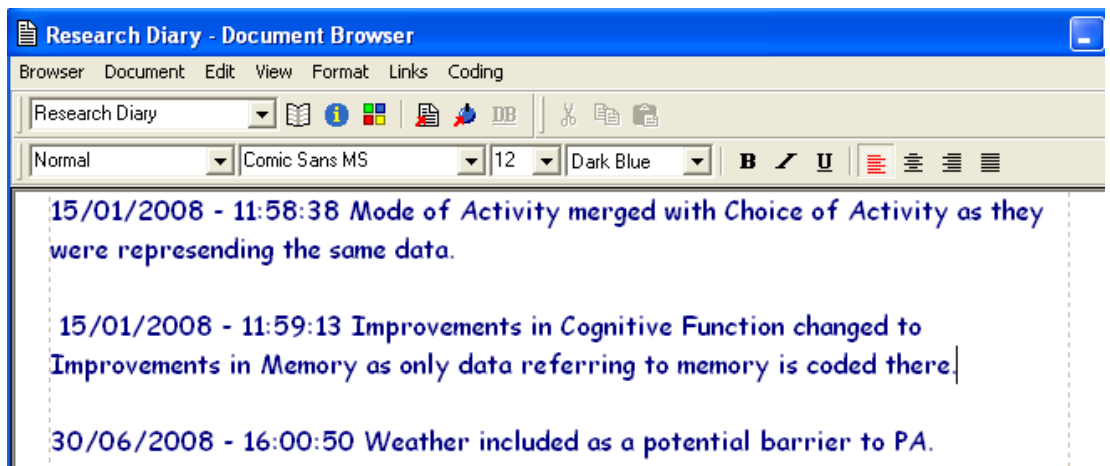 Research Diary - Document Browser
Browser Document Edit View Format Links Coding
Research Diary DB
Normal Comic Sans MS 12 Dark Blue B I U
15/01/2008 - 11:58:38 Mode of Activity merged with Choice of Activity as they
were represending the same data.
15/01/2008 - 11:59:13 Improvements in Cognitive Function changed to
Improvements in Memory as only data referring to memory is coded there.
30/06/2008 - 16:00:50 Weather included as a potential barrier to PA.